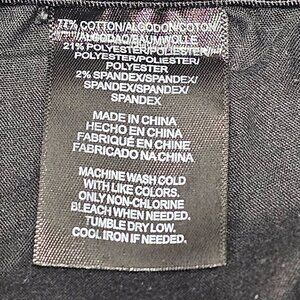 77% COTTON/ALGODON/COTON
/ALGODÃO/BAUMWOLLE
21% POLYESTER/POLIESTER/
POLYESTER/POLIESTER/
POLYESTER
2% SPANDEX/SPANDEX/
SPANDEX/SPANDEX/
SPANDEX
MADE IN CHINA
HECHO EN CHINA
FABRIQUÉ EN CHINE
FABRICADO NA CHINA
MACHINE WASH COLD
WITH LIKE COLORS.
ONLY NON-CHLORINE
BLEACH WHEN NEEDED.
TUMBLE DRY LOW.
COOL IRON IF NEEDED.